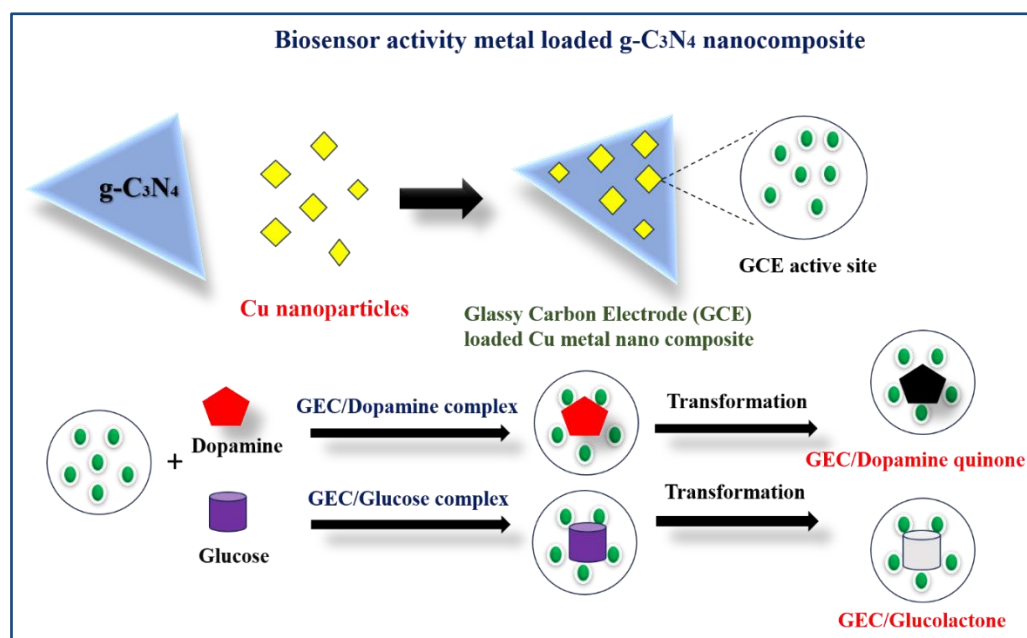 Biosensor activity metal loaded g-C₃N₄ nanocomposite
g-C₃N₄
GCE active site
Cu nanoparticles
Glassy Carbon Electrode (GCE)
loaded Cu metal nano composite
GEC/Dopamine complex
Transformation
+
Dopamine
GEC/Dopamine quinone
GEC/Glucose complex
Transformation
Glucose
GEC/Glucolactone